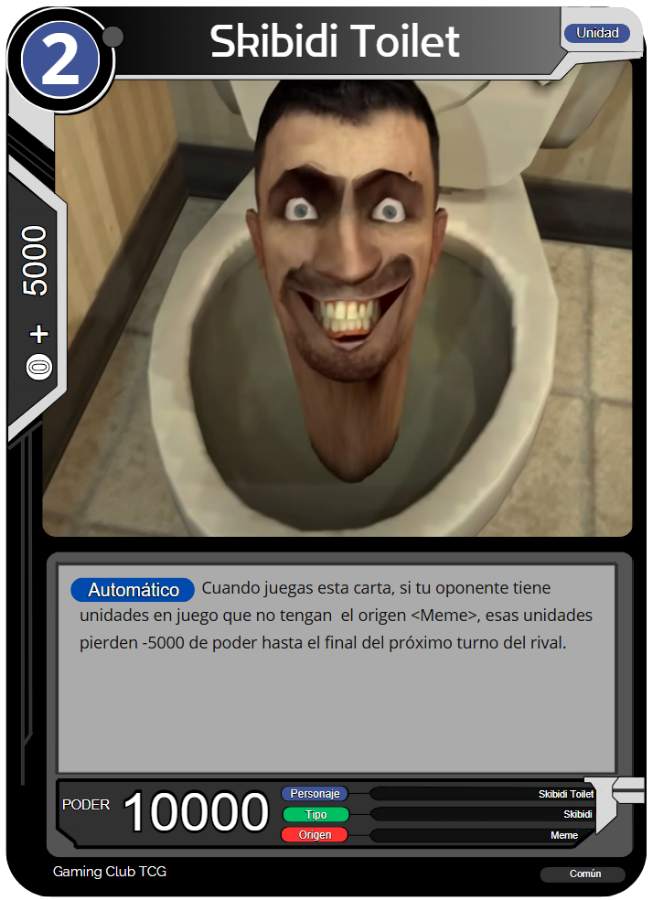 2
Skibidi Toilet
Unidad
0 + 5000
Automático Cuando juegas esta carta, si tu oponente tiene
unidades en juego que no tengan el origen <Meme>, esas unidades
pierden -5000 de poder hasta el final del próximo turno del rival.
PODER 10000
Personaje Skibidi Toilet
Tipo Skibidi
Origen Meme
Gaming Club TCG
Común